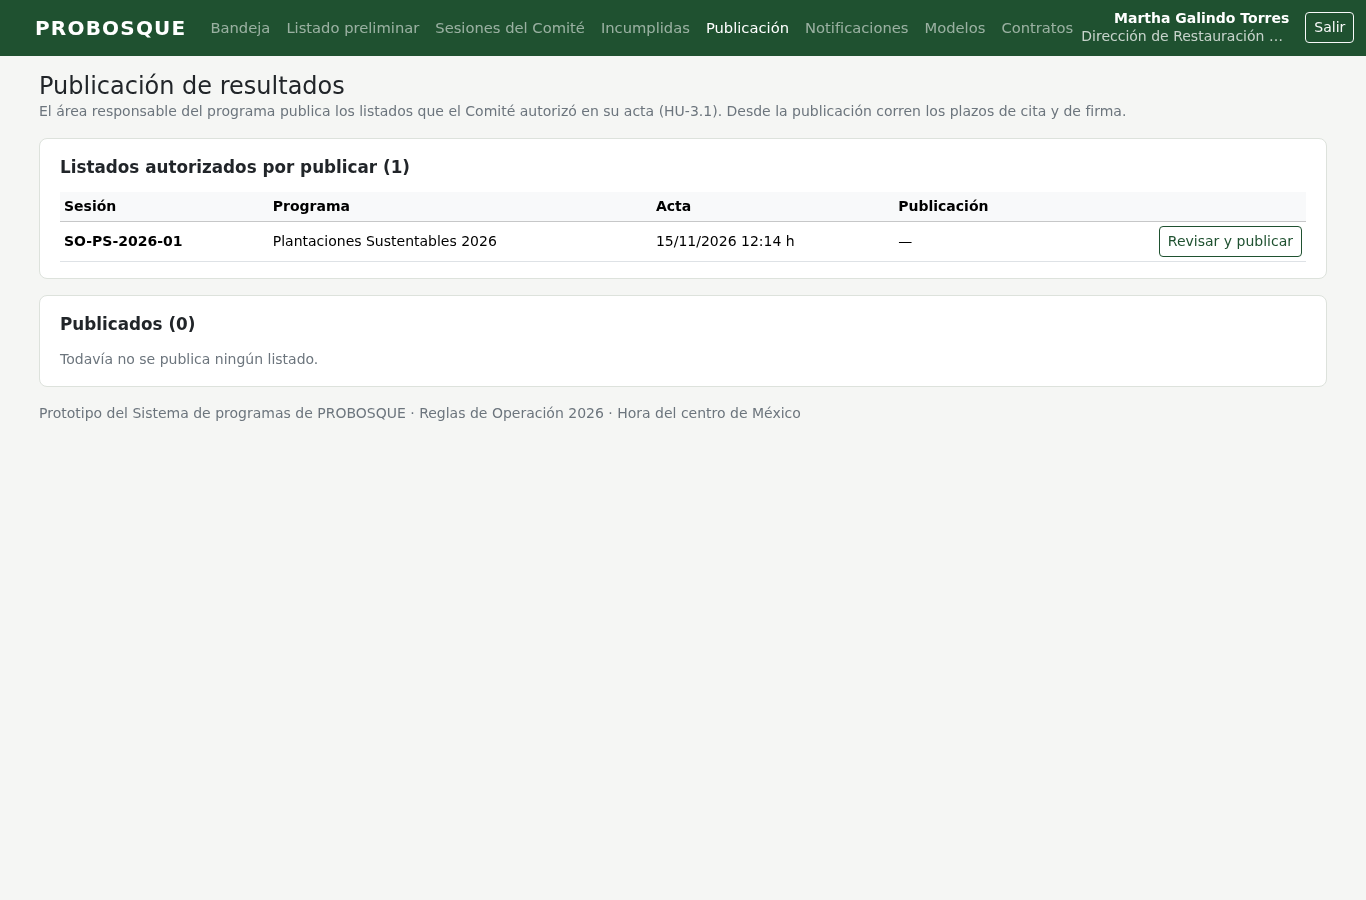 PROBOSQUE
Bandeja
Listado preliminar
Sesiones del Comité
Incumplidas
Publicación
Notificaciones
Modelos
Contratos
Martha Galindo Torres
Dirección de Restauración ...
Salir
Publicación de resultados
El área responsable del programa publica los listados que el Comité autorizó en su acta (HU-3.1). Desde la publicación corren los plazos de cita y de firma.
Listados autorizados por publicar (1)
Sesión Programa Acta Publicación
SO-PS-2026-01 Plantaciones Sustentables 2026 15/11/2026 12:14 h — Revisar y publicar
Publicados (0)
Todavía no se publica ningún listado.
Prototipo del Sistema de programas de PROBOSQUE · Reglas de Operación 2026 · Hora del centro de México